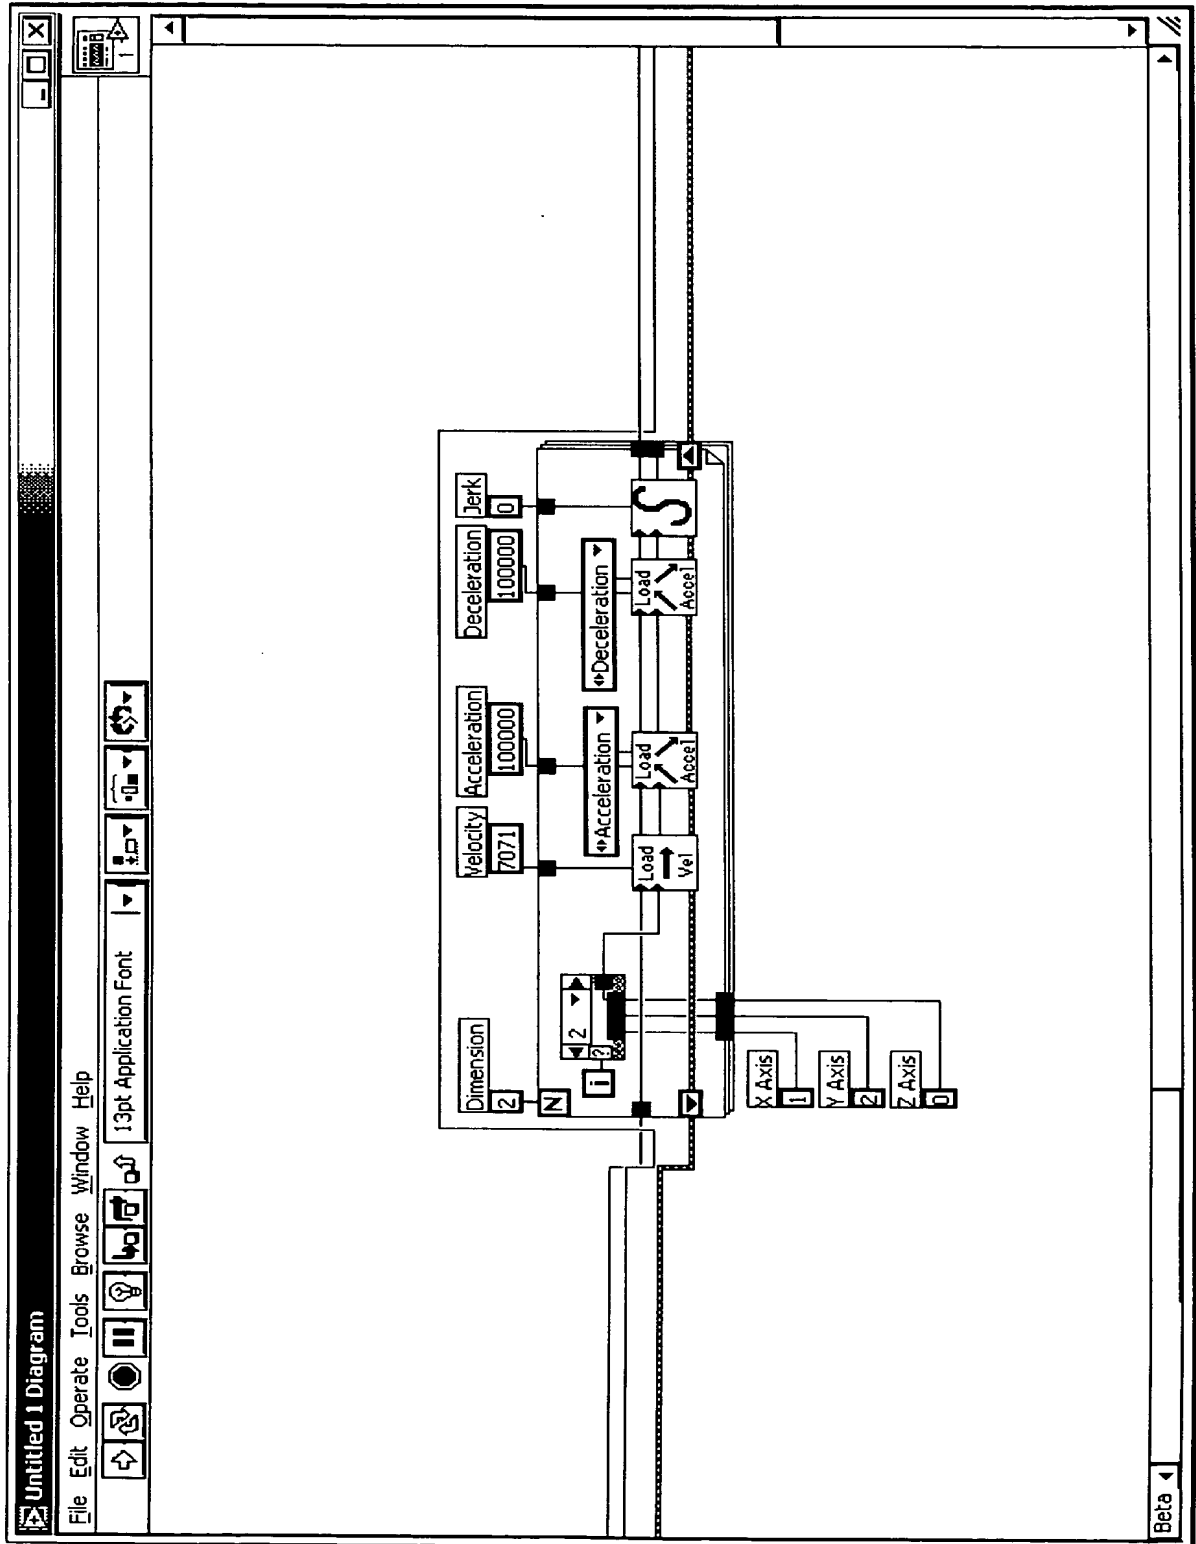 Untitled 1 Diagram
File Edit Operate Tools Browse Window Help
13pt Application Font
1
Dimension
2
Velocity
7071
Acceleration
100000
Deceleration
100000
Jerk
0
N
2
?
i
Acceleration
Deceleration
Load
Vel
Load
Accel
Load
Accel
S
X Axis
1
Y Axis
2
Z Axis
0
Beta